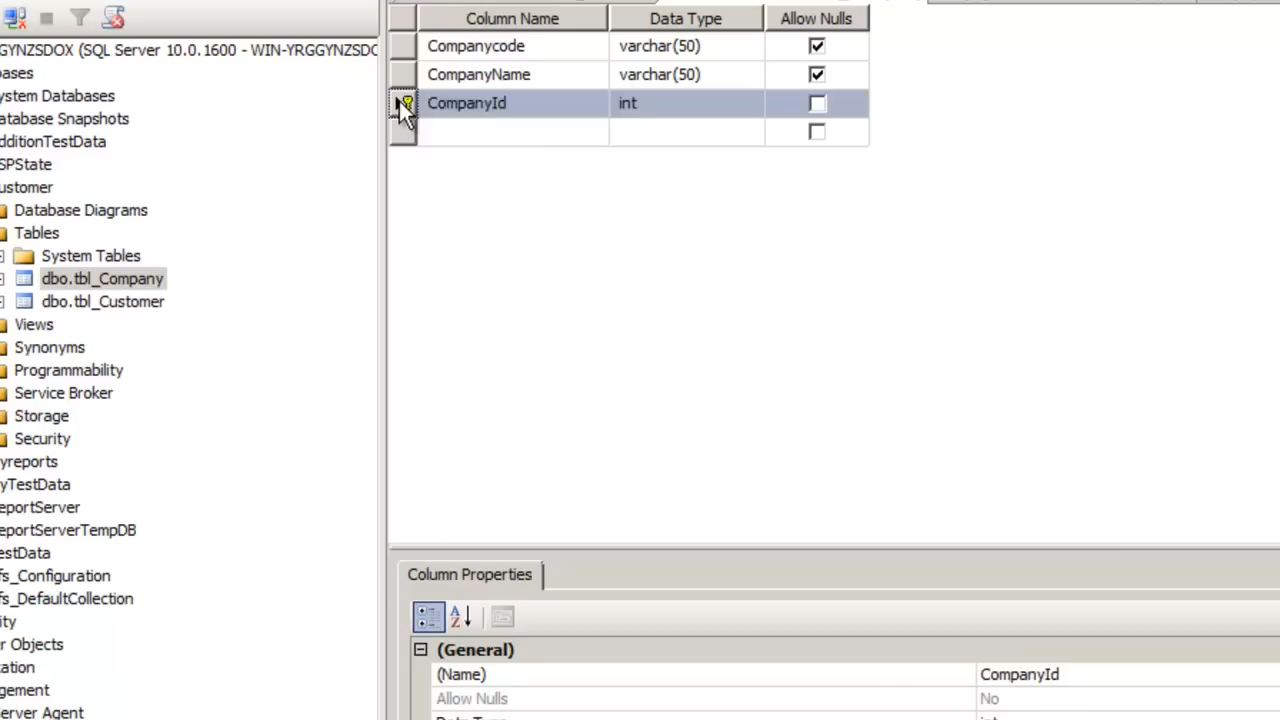 Column Name Data Type Allow Nulls
Companycode varchar(50)
CompanyName varchar(50)
CompanyId int
GYNZSDOX (SQL Server 10.0.1600 - WIN-YRGGYNZSDC
bases
ystem Databases
atabase Snapshots
dditionTestData
SPState
ustomer
Database Diagrams
Tables
System Tables
dbo.tbl_Company
dbo.tbl_Customer
Views
Synonyms
Programmability
Service Broker
Storage
Security
yreports
yTestData
eportServer
eportServerTempDB
estData
fs_Configuration
fs_DefaultCollection
ity
r Objects
ation
gement
erver Agent
Column Properties
(General)
(Name) CompanyId
Allow Nulls No